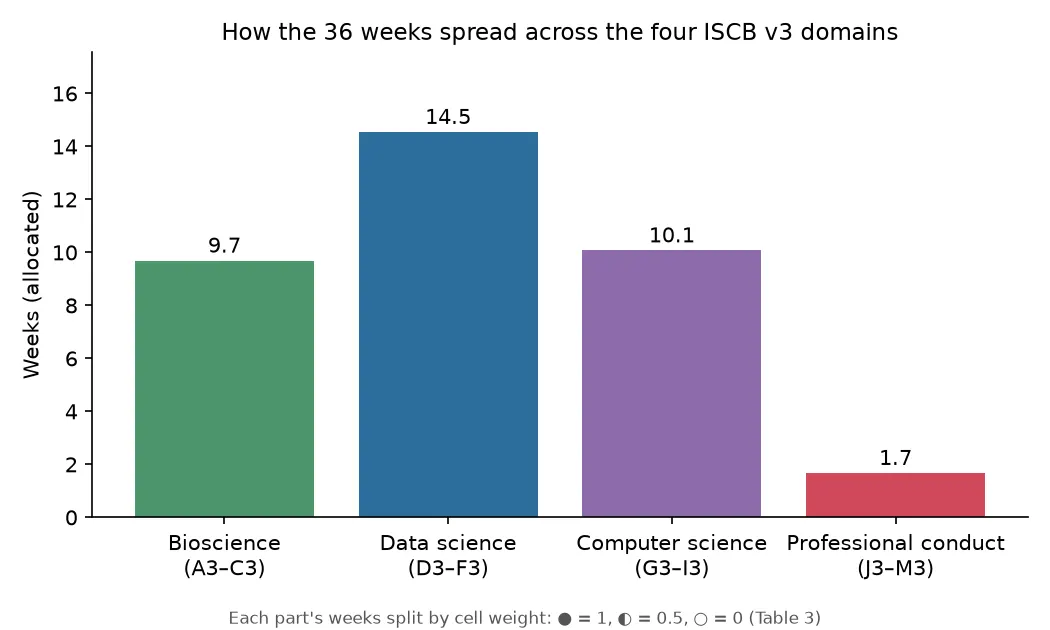 How the 36 weeks spread across the four ISCB v3 domains
Weeks (allocated)
16
14
12
10
8
6
4
2
0
9.7
14.5
10.1
1.7
Bioscience
(A3–C3)
Data science
(D3–F3)
Computer science
(G3–I3)
Professional conduct
(J3–M3)
Each part's weeks split by cell weight: ● = 1, ◐ = 0.5, ○ = 0 (Table 3)